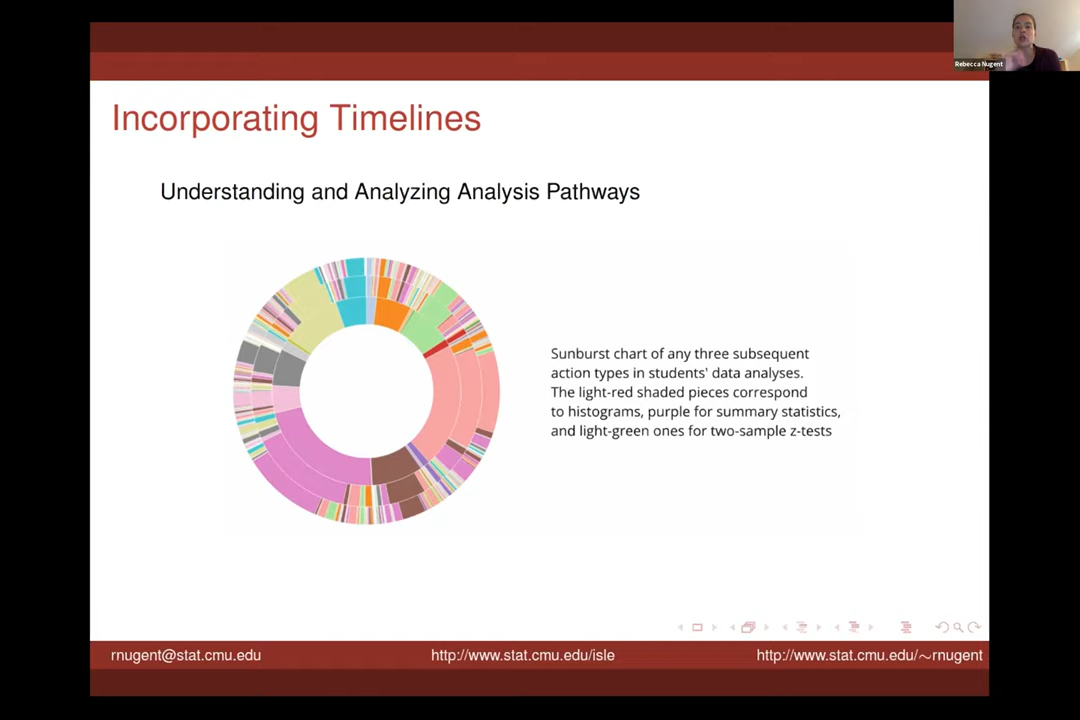 Rebecca Nugent
Incorporating Timelines
Understanding and Analyzing Analysis Pathways
Sunburst chart of any three subsequent
action types in students' data analyses.
The light-red shaded pieces correspond
to histograms, purple for summary statistics,
and light-green ones for two-sample z-tests
rnugent@stat.cmu.edu
http://www.stat.cmu.edu/isle
http://www.stat.cmu.edu/~rnugent